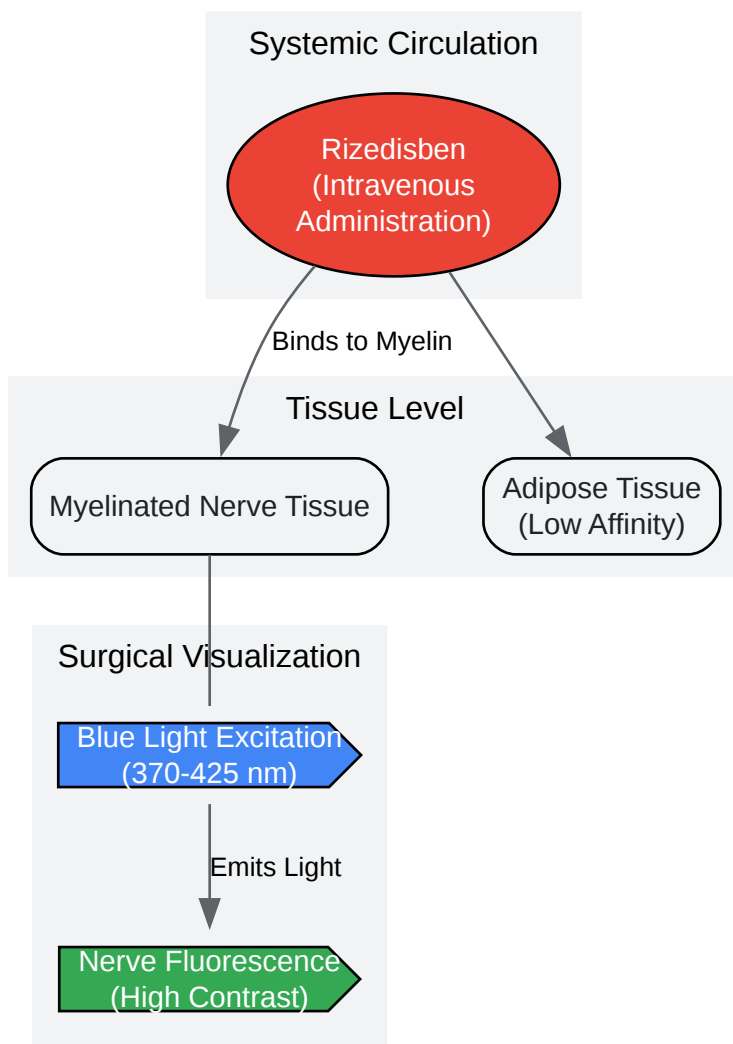 Systemic Circulation
Rizedisben
(Intravenous
Administration)
Binds to Myelin
Tissue Level
Myelinated Nerve Tissue
Adipose Tissue
(Low Affinity)
Surgical Visualization
Blue Light Excitation
(370-425 nm)
Emits Light
Nerve Fluorescence
(High Contrast)